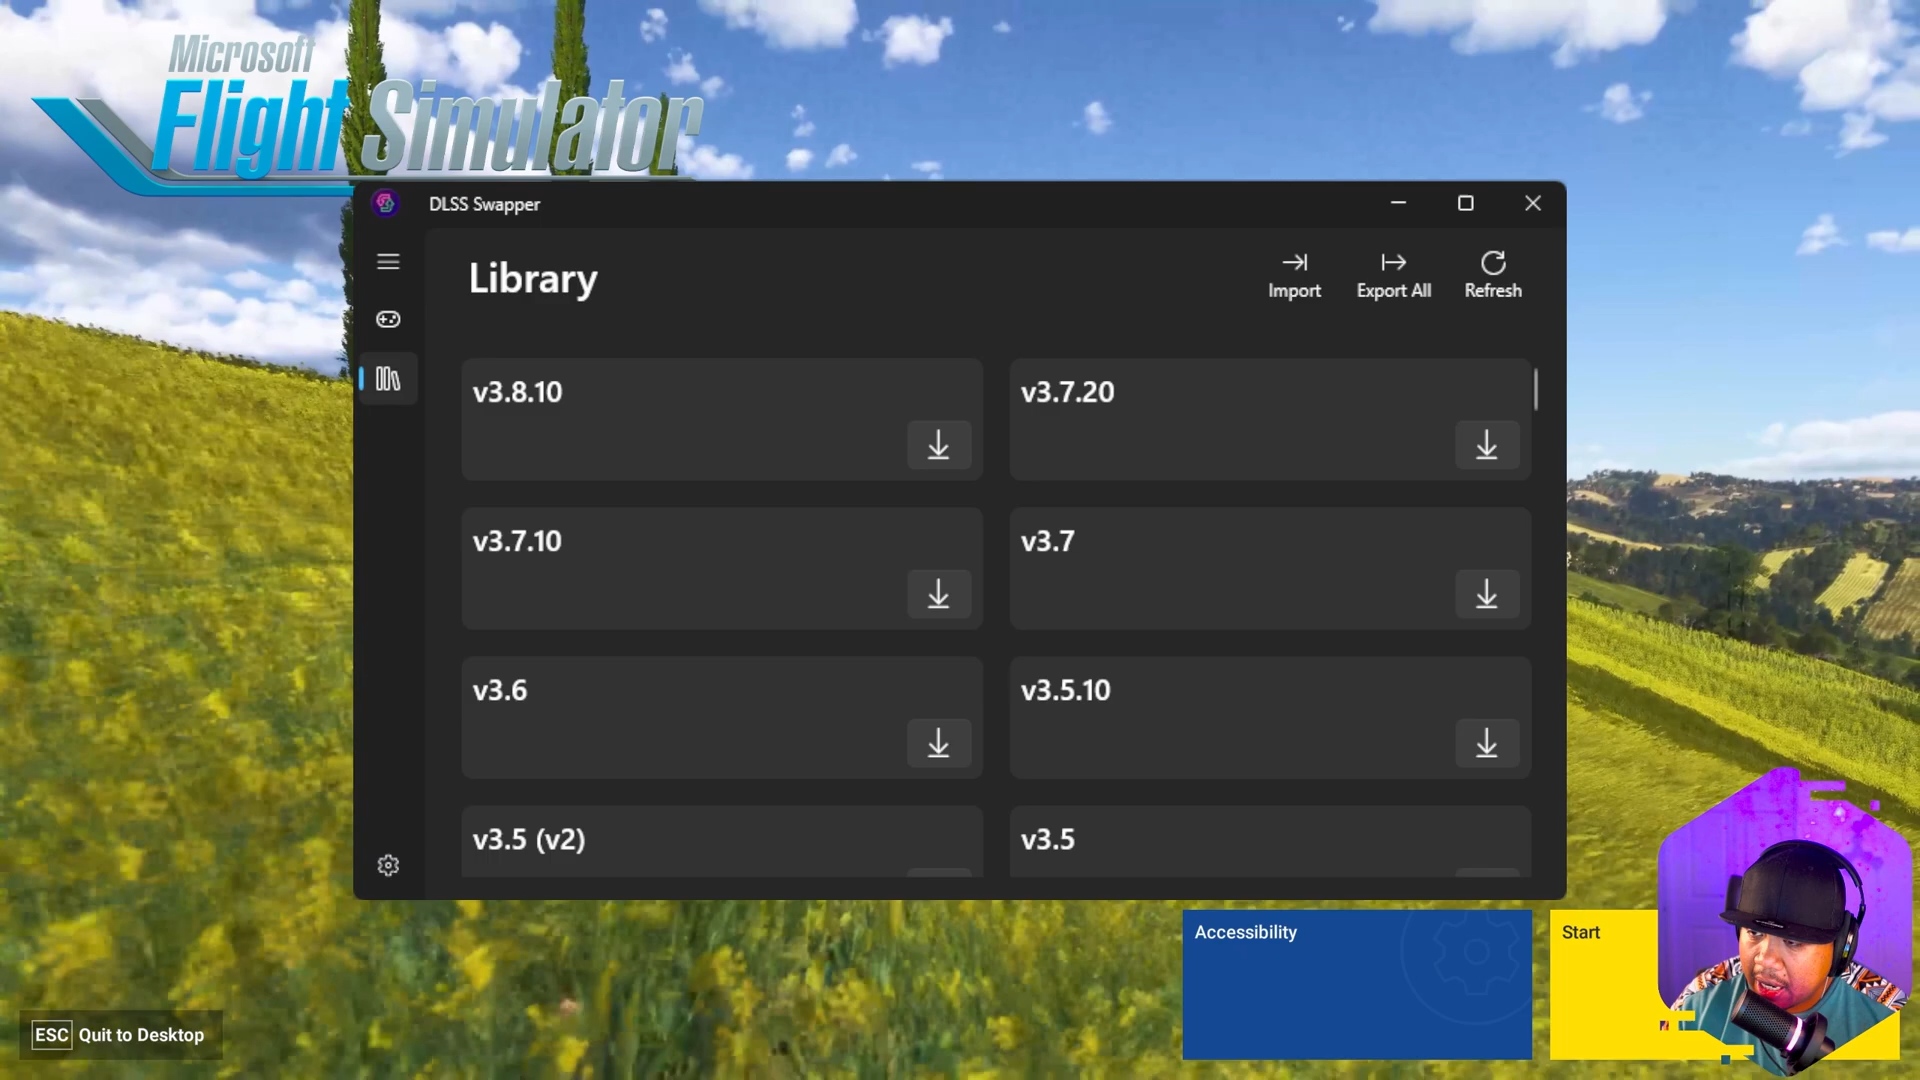 Microsoft
Flight Simulator
DLSS Swapper
Library
Import
Export All
Refresh
v3.8.10
v3.7.20
v3.7.10
v3.7
v3.6
v3.5.10
v3.5 (v2)
v3.5
Accessibility
Start
ESC Quit to Desktop